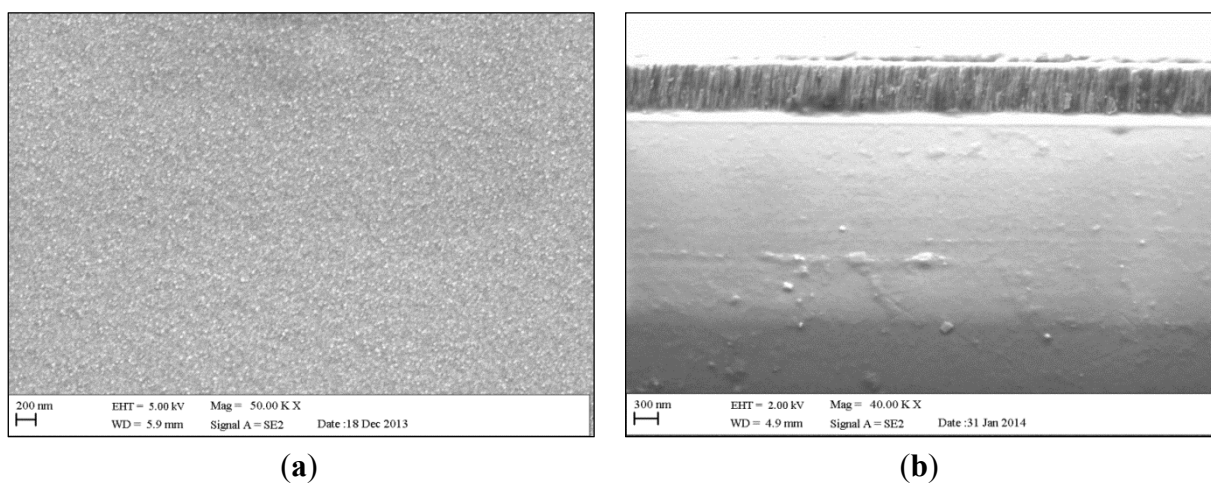 200 nm EHT = 5.00 kV Mag = 50.00 K X
WD = 5.9 mm Signal A = SE2 Date :18 Dec 2013
300 nm EHT = 2.00 kV Mag = 40.00 K X
WD = 4.9 mm Signal A = SE2 Date :31 Jan 2014
(a) (b)